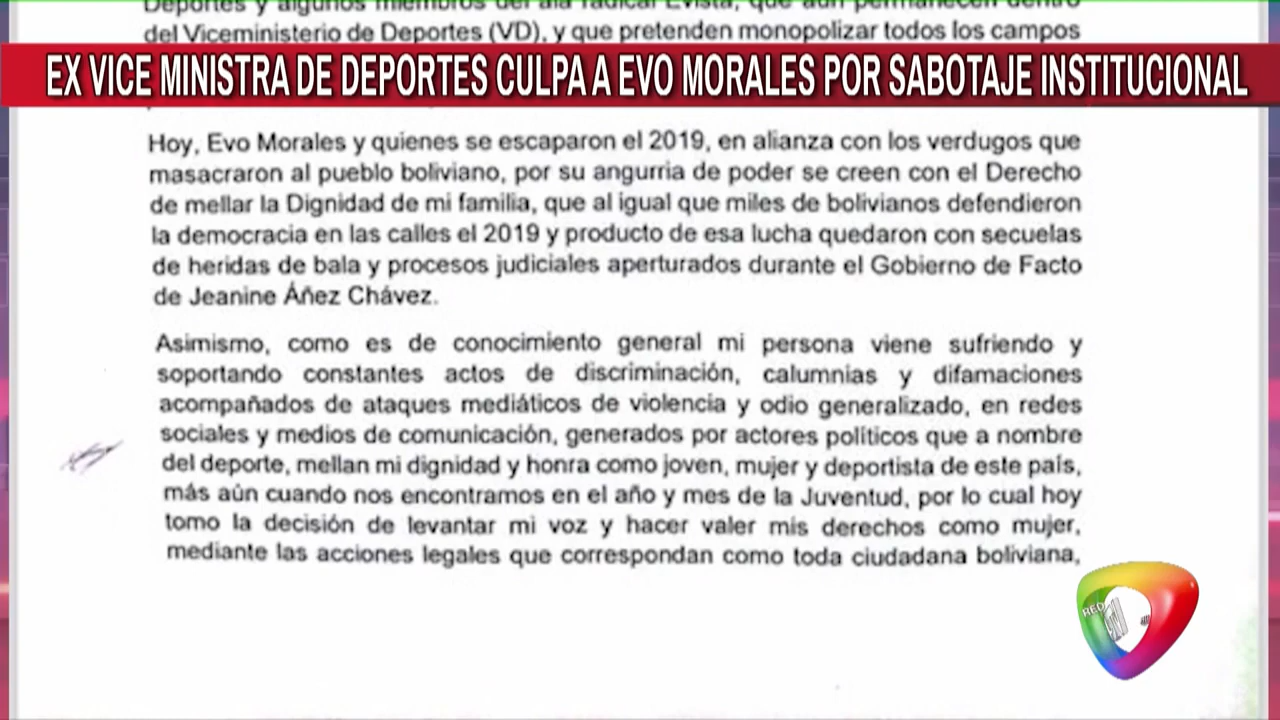 Deportes y algunos miembros del ala radical Evista, que aún permanecen dentro
del Viceministerio de Deportes (VD), y que pretenden monopolizar todos los campos
EX VICE MINISTRA DE DEPORTES CULPA A EVO MORALES POR SABOTAJE INSTITUCIONAL
Hoy, Evo Morales y quienes se escaparon el 2019, en alianza con los verdugos que
masacraron al pueblo boliviano, por su angurria de poder se creen con el Derecho
de mellar la Dignidad de mi familia, que al igual que miles de bolivianos defendieron
la democracia en las calles el 2019 y producto de esa lucha quedaron con secuelas
de heridas de bala y procesos judiciales aperturados durante el Gobierno de Facto
de Jeanine Áñez Chávez.
Asimismo, como es de conocimiento general mi persona viene sufriendo y
soportando constantes actos de discriminación, calumnias y difamaciones
acompañados de ataques mediáticos de violencia y odio generalizado, en redes
sociales y medios de comunicación, generados por actores políticos que a nombre
del deporte, mellan mi dignidad y honra como joven, mujer y deportista de este país,
más aún cuando nos encontramos en el año y mes de la Juventud, por lo cual hoy
tomo la decisión de levantar mi voz y hacer valer mis derechos como mujer,
mediante las acciones legales que correspondan como toda ciudadana boliviana,
RED